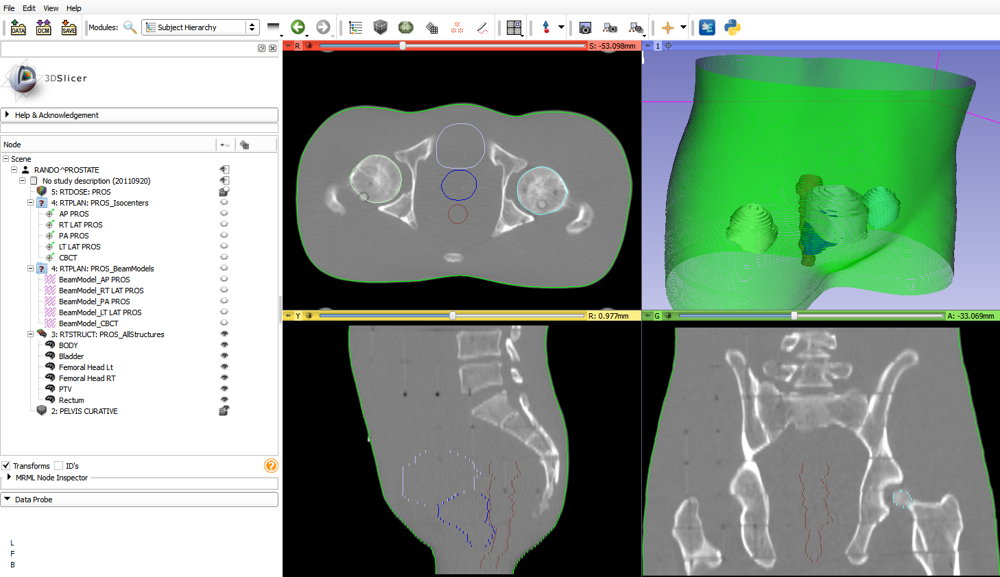 File Edit View Help
DATA DCM SAVE Modules: Subject Hierarchy
3DSlicer
Help & Acknowledgement
Node
Scene
RANDO^PROSTATE
No study description (20110920)
5: RTDOSE: PROS
4: RTPLAN: PROS_Isocenters
AP PROS
RT LAT PROS
PA PROS
LT LAT PROS
CBCT
4: RTPLAN: PROS_BeamModels
BeamModel_AP PROS
BeamModel_RT LAT PROS
BeamModel_PA PROS
BeamModel_LT LAT PROS
BeamModel_CBCT
3: RTSTRUCT: PROS_AllStructures
BODY
Bladder
Femoral Head Lt
Femoral Head RT
PTV
Rectum
2: PELVIS CURATIVE
Transforms ID's
?
MRML Node Inspector
Data Probe
L
F
B
R S: -53.098mm
1
Y R: 0.977mm
G A: -33.069mm